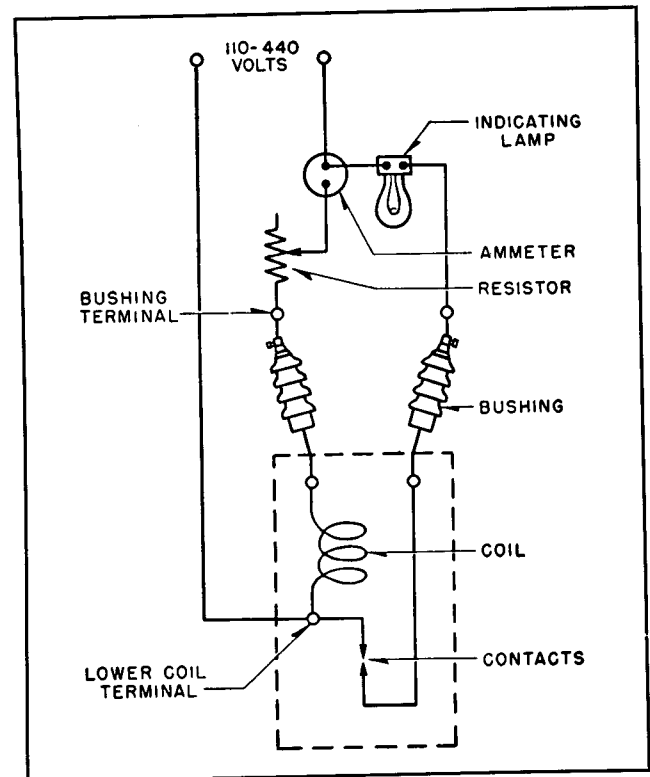 110-440
VOLTS
INDICATING
LAMP
AMMETER
RESISTOR
BUSHING
TERMINAL
BUSHING
COIL
LOWER COIL
TERMINAL
CONTACTS